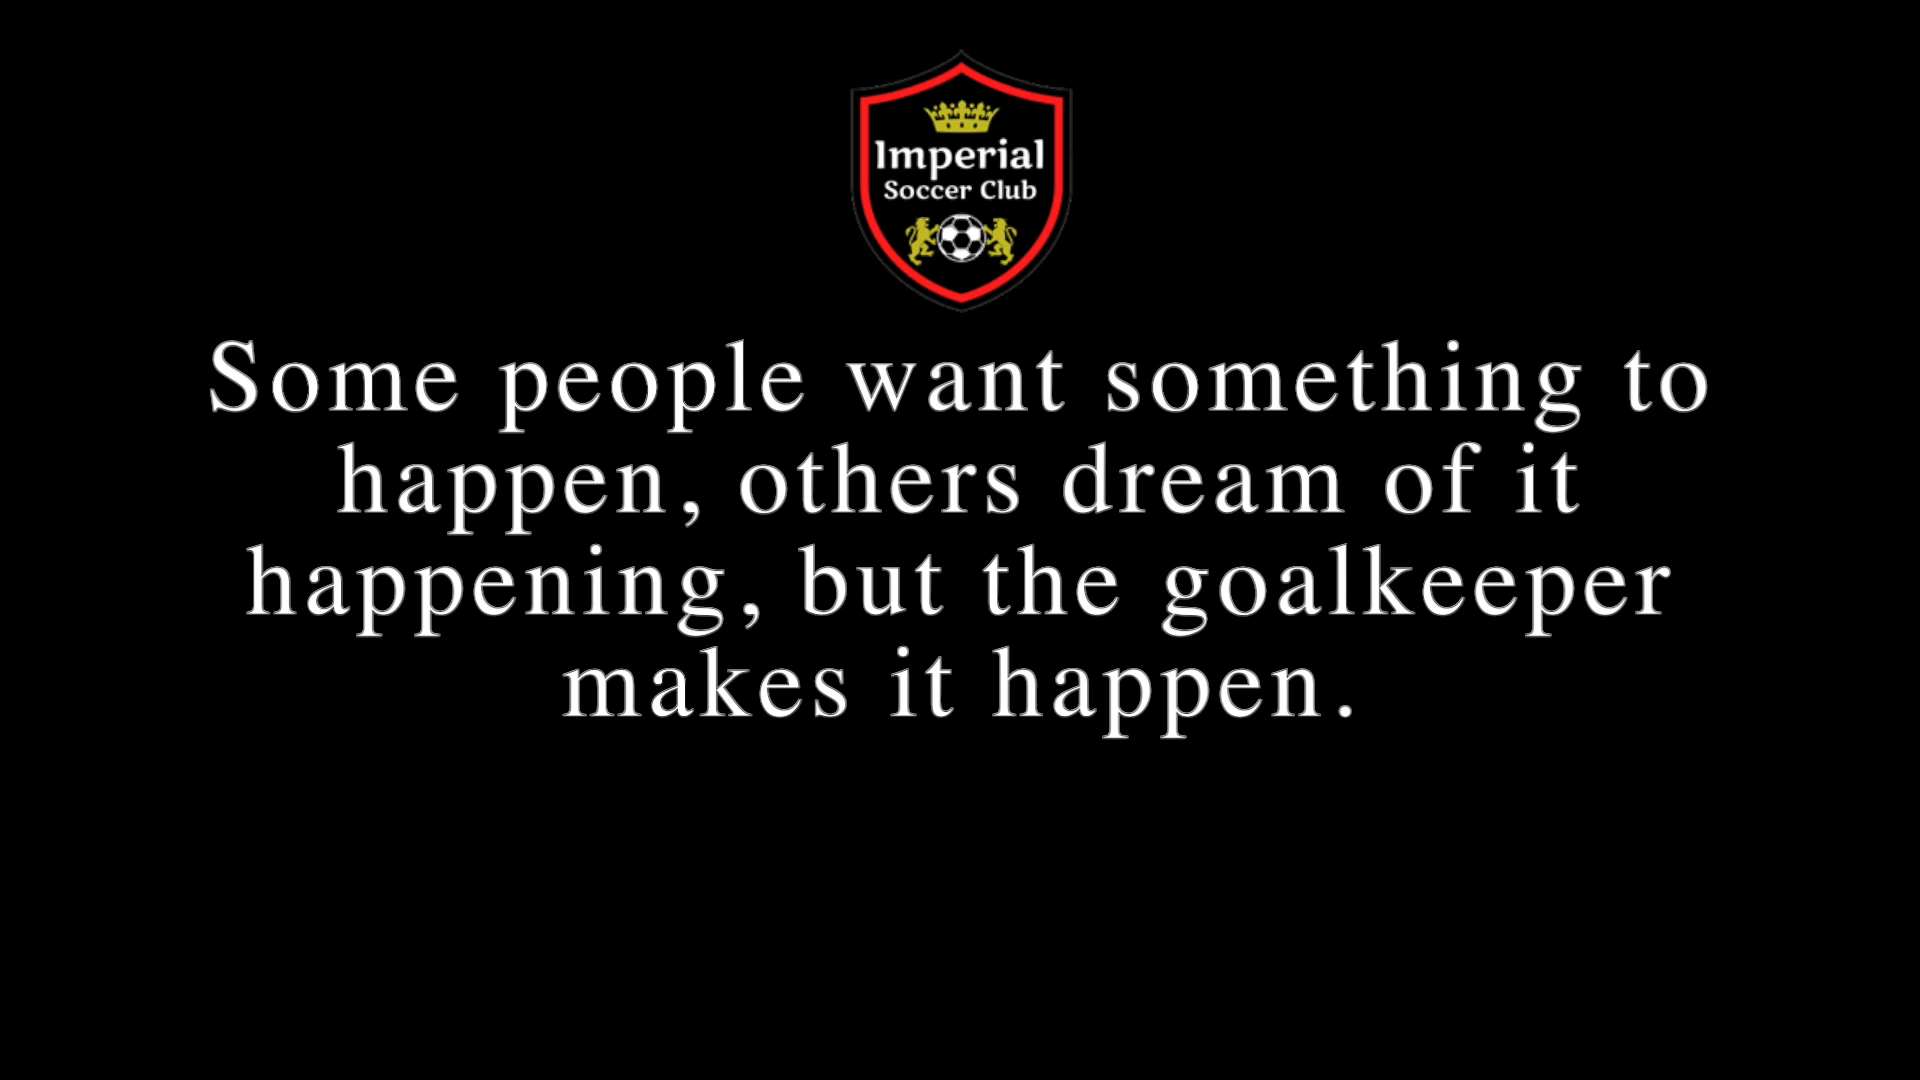 Imperial
Soccer Club
Some people want something to
happen, others dream of it
happening, but the goalkeeper
makes it happen.